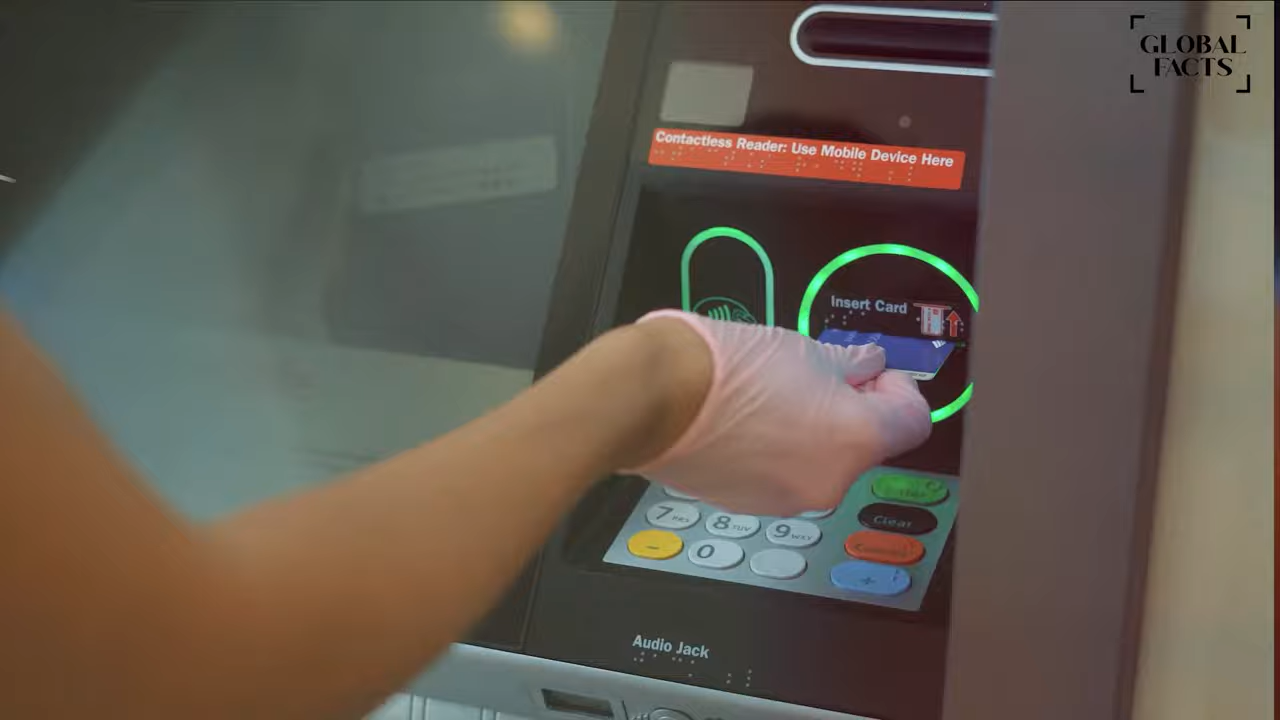 GLOBAL
FACTS
Contactless Reader: Use Mobile Device Here
Insert Card
7 PRS
8 TUV
9 WXY
Clear
Cancel
- 0 +
Audio Jack